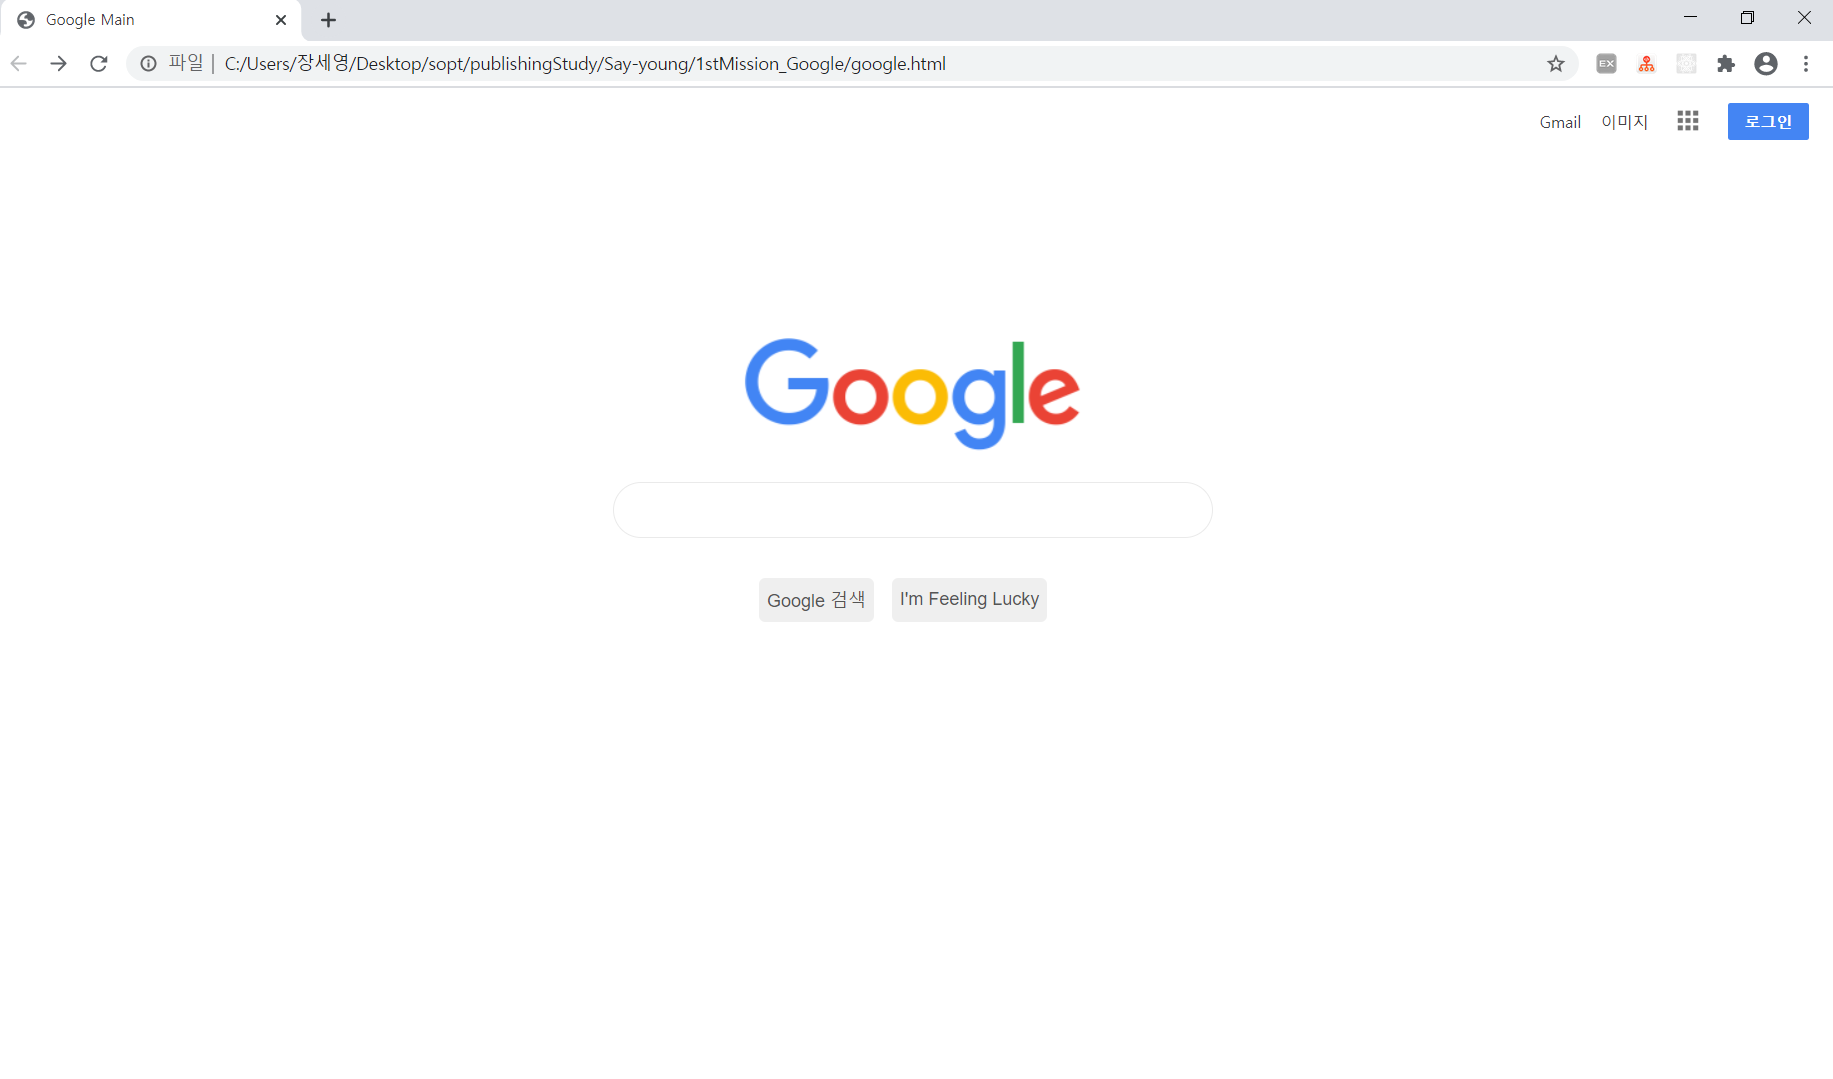 Google Main
파일 | C:/Users/장세영/Desktop/sopt/publishingStudy/Say-young/1stMission_Google/google.html
EX
Gmail 이미지 로그인
Google
Google 검색 I'm Feeling Lucky